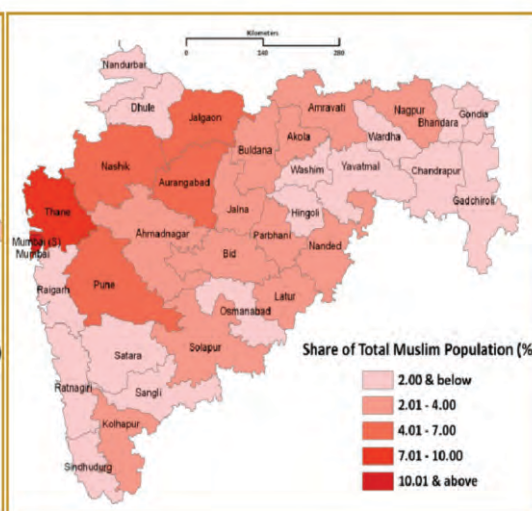 Kilometers
0 140 280
Nandurbar
Dhule
Jalgaon
Amravati
Nagpur
Gondia
Bhandara
Buldana
Akola
Wardha
Nashik
Washim
Yavatmal
Chandrapur
Aurangabad
Gadchiroli
Thane
Jalna
Hingoli
Parbhani
Ahmadnagar
Nanded
Mumbai (S)
Mumbai
Bid
Raigarh
Pune
Latur
Osmanabad
Solapur
Satara
Share of Total Muslim Population (%
Ratnagiri
Sangli
2.00 & below
2.01 - 4.00
Kolhapur
4.01 - 7.00
Sindhudurg
7.01 - 10.00
10.01 & above